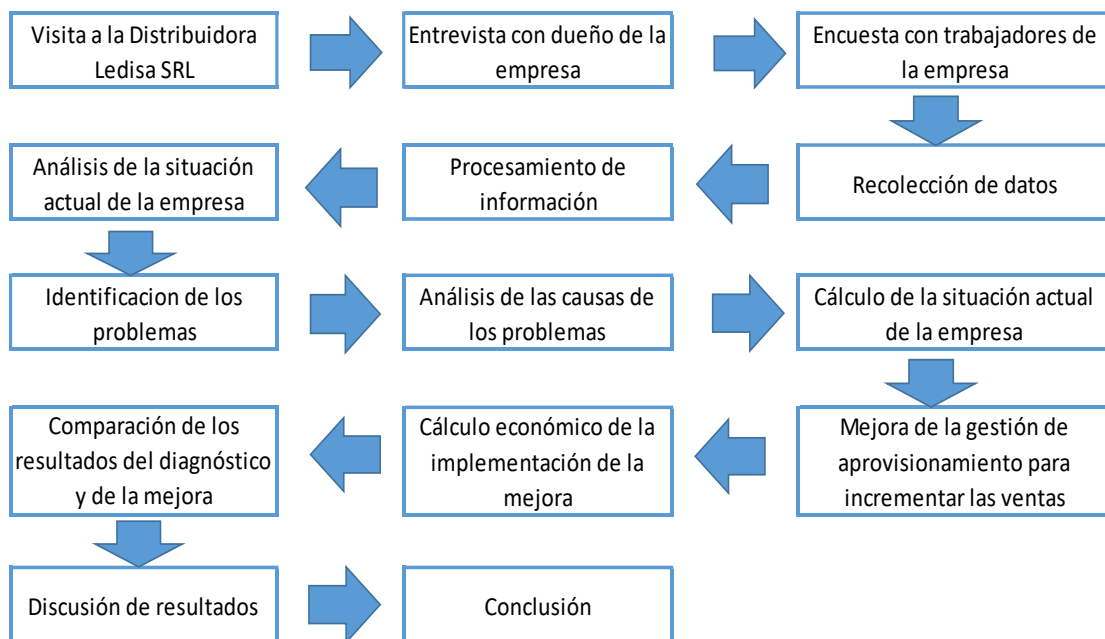 Visita a la Distribuidora
Ledisa SRL
Entrevista con dueño de la
empresa
Encuesta con trabajadores de
la empresa
Recolección de datos
Procesamiento de
información
Análisis de la situación
actual de la empresa
Identificacion de los
problemas
Análisis de las causas de
los problemas
Cálculo de la situación actual
de la empresa
Mejora de la gestión de
aprovisionamiento para
incrementar las ventas
Cálculo económico de la
implementación de la
mejora
Comparación de los
resultados del diagnóstico
y de la mejora
Discusión de resultados
Conclusión